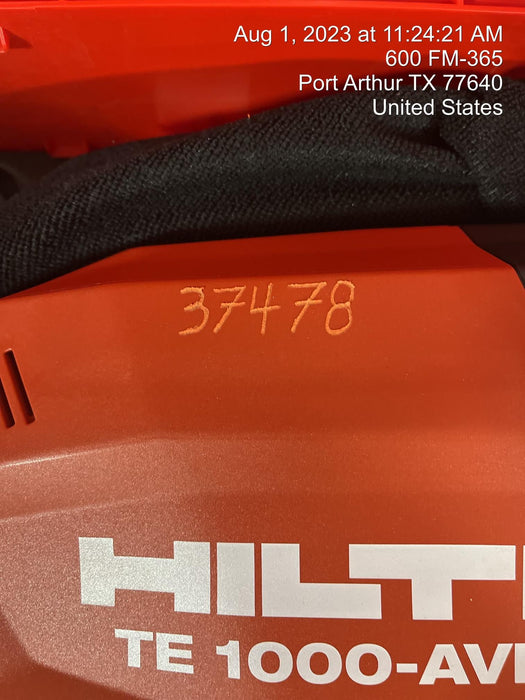 Aug 1, 2023 at 11:24:21 AM
600 FM-365
Port Arthur TX 77640
United States
37478
HILTI
TE 1000-AV